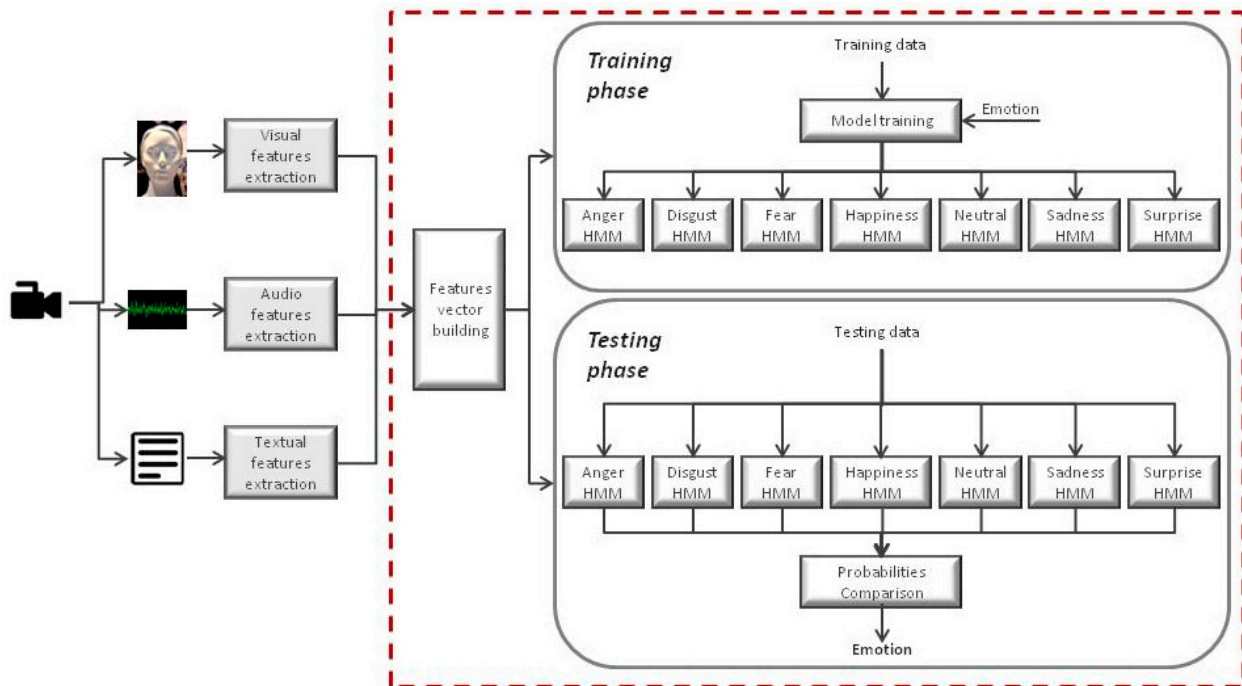 Visual
features
extraction
Audio
features
extraction
Textual
features
extraction
Features
vector
building
Training
phase
Training data
Model training
Emotion
Anger
HMM
Disgust
HMM
Fear
HMM
Happiness
HMM
Neutral
HMM
Sadness
HMM
Surprise
HMM
Testing
phase
Testing data
Anger
HMM
Disgust
HMM
Fear
HMM
Happiness
HMM
Neutral
HMM
Sadness
HMM
Surprise
HMM
Probabilities
Comparison
Emotion